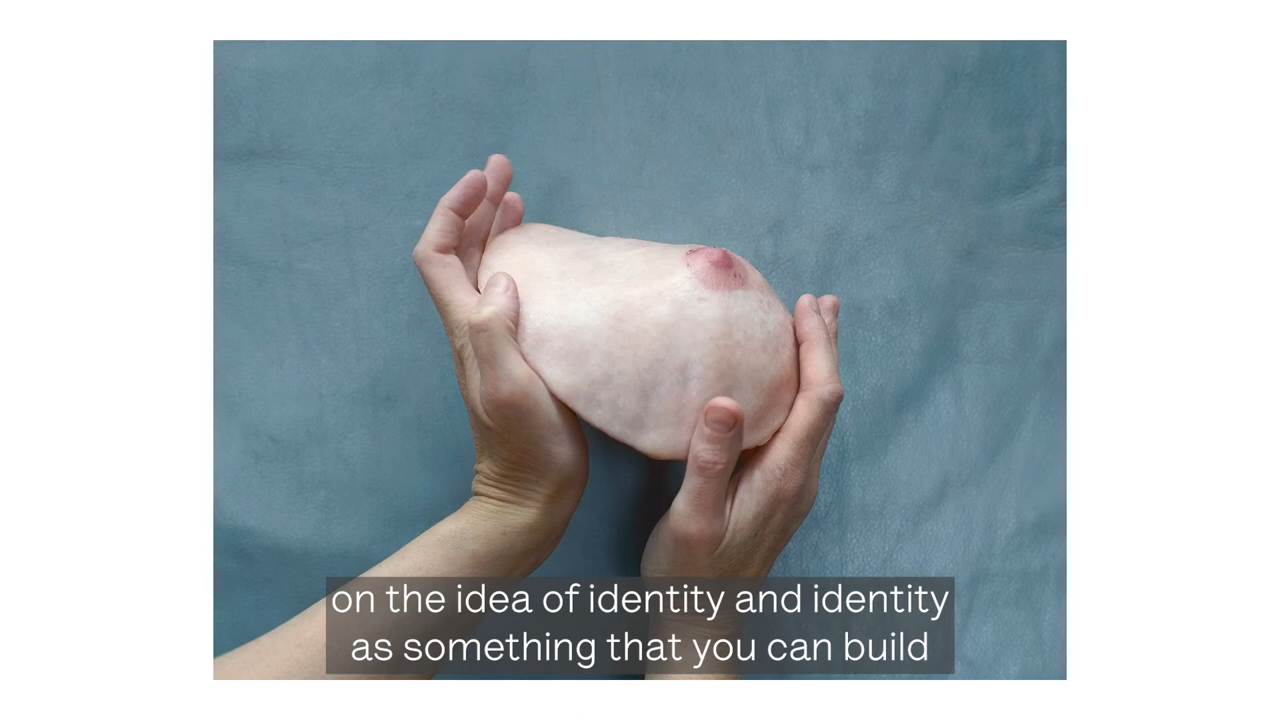 on the idea of identity and identity
as something that you can build